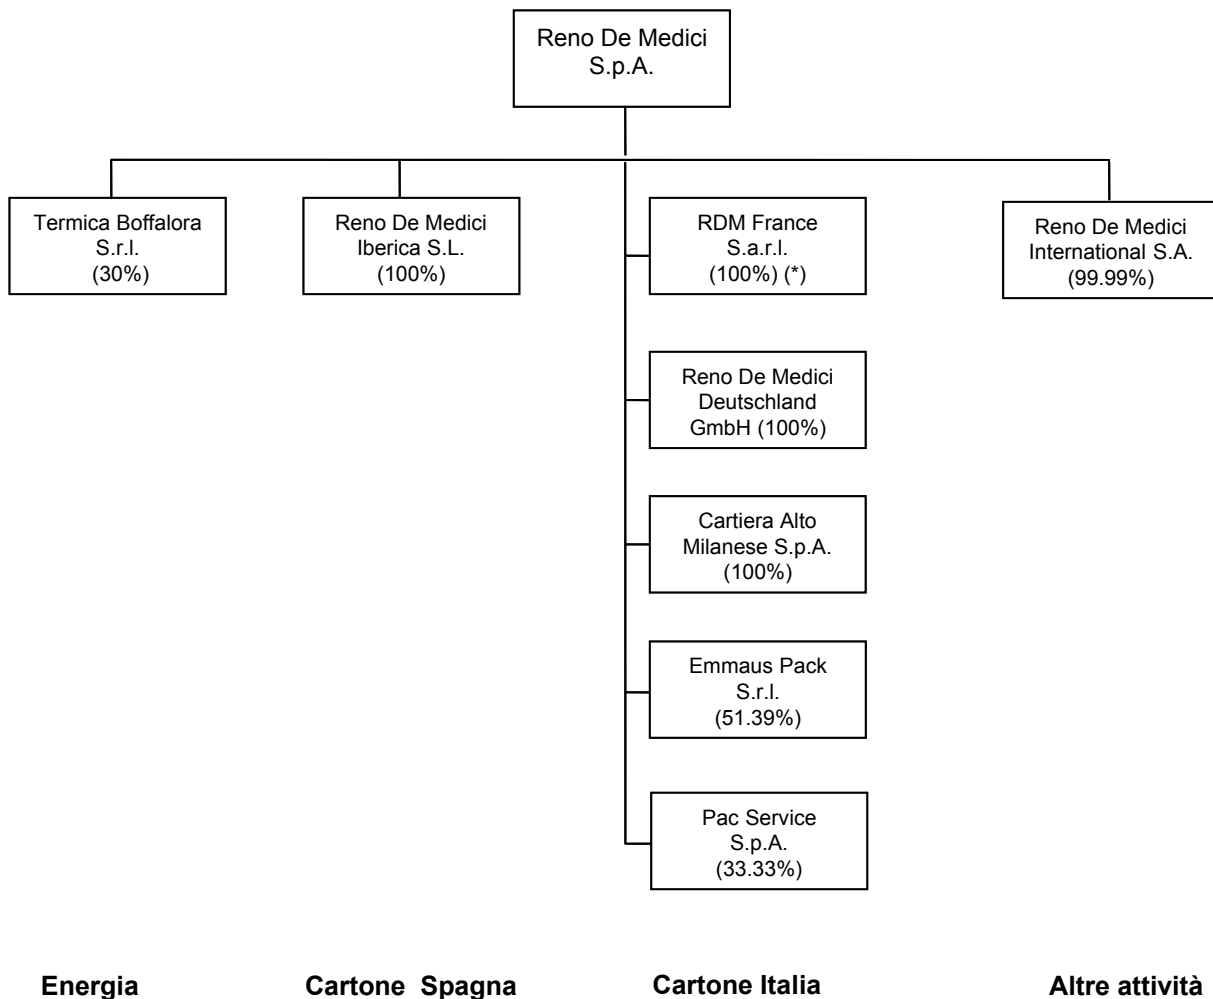 Reno De Medici
S.p.A.
Termica Boffalora
S.r.l.
(30%)
Reno De Medici
Iberica S.L.
(100%)
RDM France
S.a.r.l.
(100%) (*)
Reno De Medici
International S.A.
(99.99%)
Reno De Medici
Deutschland
GmbH (100%)
Cartiera Alto
Milanese S.p.A.
(100%)
Emmaus Pack
S.r.l.
(51.39%)
Pac Service
S.p.A.
(33.33%)
Energia
Cartone Spagna
Cartone Italia
Altre attività